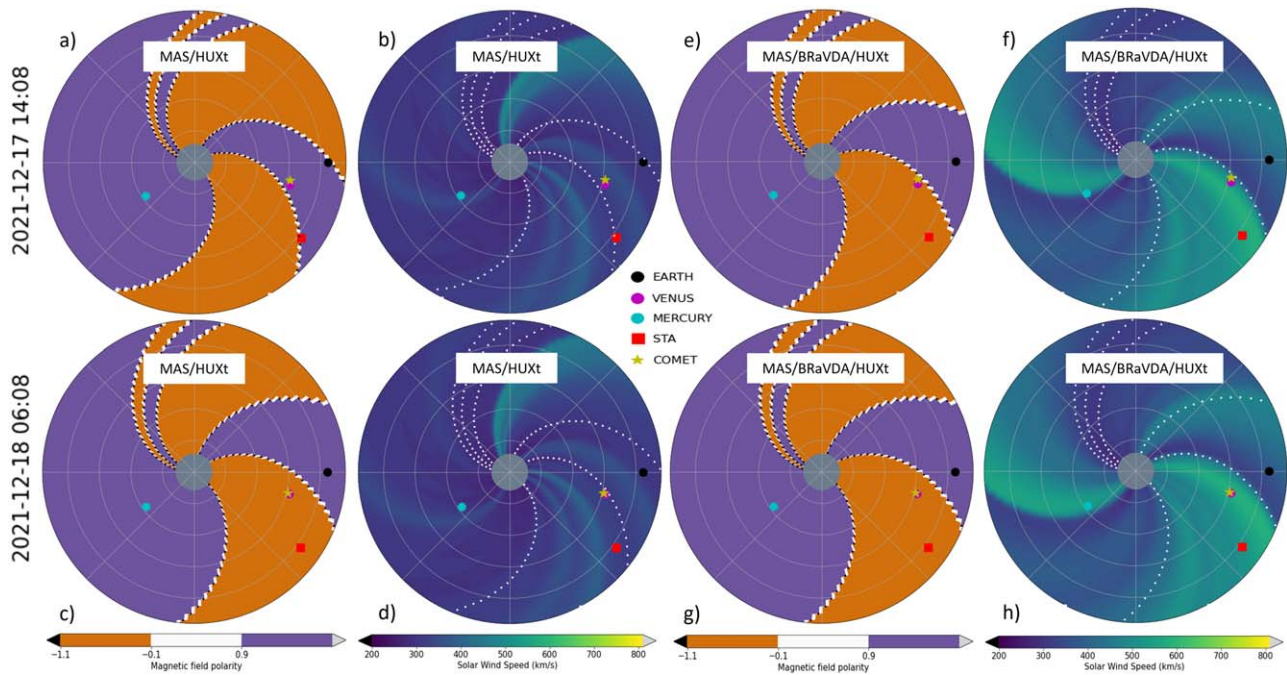 2021-12-17 14:08
a)
MAS/HUXt
b)
MAS/HUXt
e)
MAS/BRaVDA/HUXt
f)
MAS/BRaVDA/HUXt
EARTH
VENUS
MERCURY
STA
COMET
2021-12-18 06:08
MAS/HUXt
MAS/HUXt
MAS/BRaVDA/HUXt
MAS/BRaVDA/HUXt
c)
d)
g)
h)
−1.1 −0.1 0.9
Magnetic field polarity
200 300 400 500 600 700 800
Solar Wind Speed (km/s)
−1.1 −0.1 0.9
Magnetic field polarity
200 300 400 500 600 700 800
Solar Wind Speed (km/s)